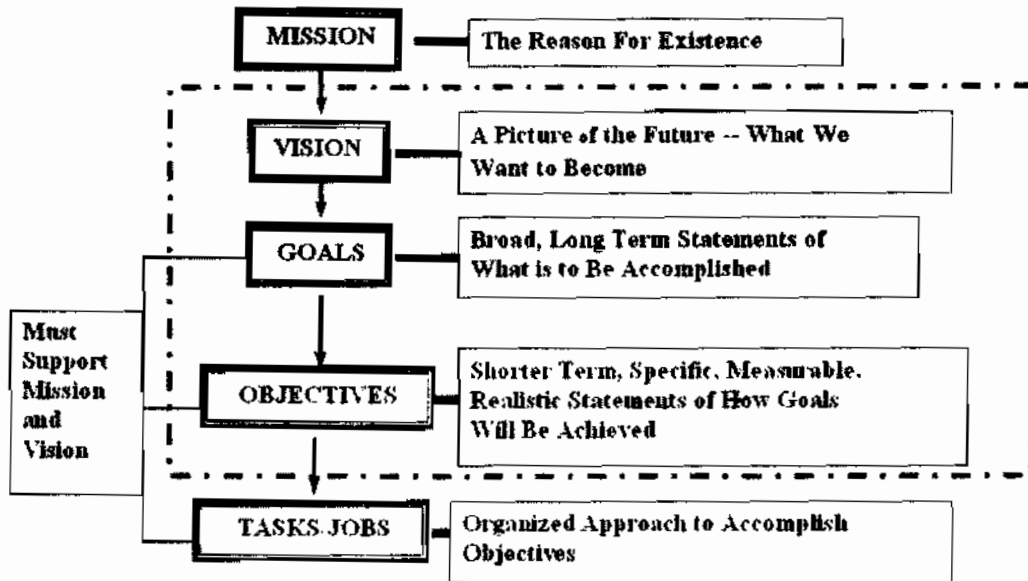 MISSION
The Reason For Existence
VISION
A Picture of the Future -- What We
Want to Become
GOALS
Broad, Long Term Statements of
What is to Be Accomplished
Must
Support
Mission
and
Vision
OBJECTIVES
Shorter Term, Specific, Measurable,
Realistic Statements of How Goals
Will Be Achieved
TASKS-JOBS
Organized Approach to Accomplish
Objectives